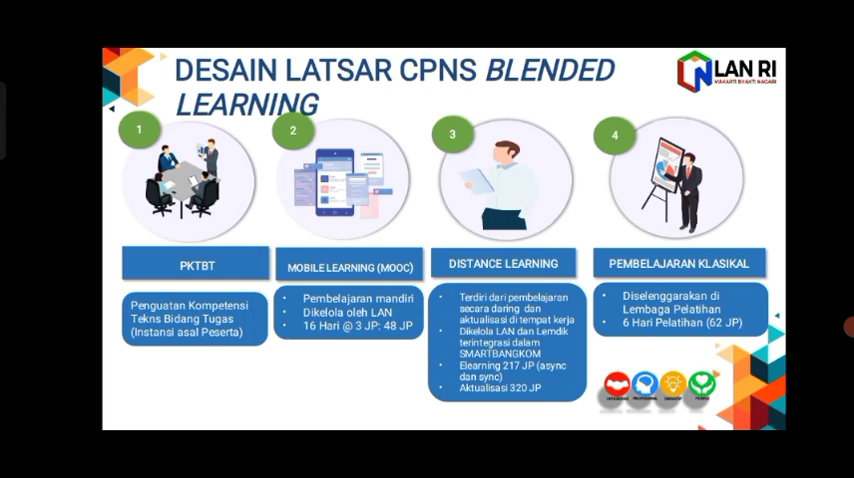 DESAIN LATSAR CPNS BLENDED
LEARNING
LAN RI
MAKARTI BHAKTI NAGARI
1
2
3
4
PKTBT
Penguatan Kompetensi
Tekns Bidang Tugas
(Instansi asal Peserta)
MOBILE LEARNING (MOOC)
• Pembelajaran mandiri
• Dikelola oleh LAN
• 16 Hari @ 3 JP: 48 JP
DISTANCE LEARNING
• Terdiri dari pembelajaran
secara daring dan
aktualisasi di tempat kerja
• Dikelola LAN dan Lemdik
terintegrasi dalam
SMARTBANGKOM
• Elearning 217 JP (async
dan sync)
• Aktualisasi 320 JP
PEMBELAJARAN KLASIKAL
• Diselenggarakan di
Lembaga Pelatihan
• 6 Hari Pelatihan (62 JP)